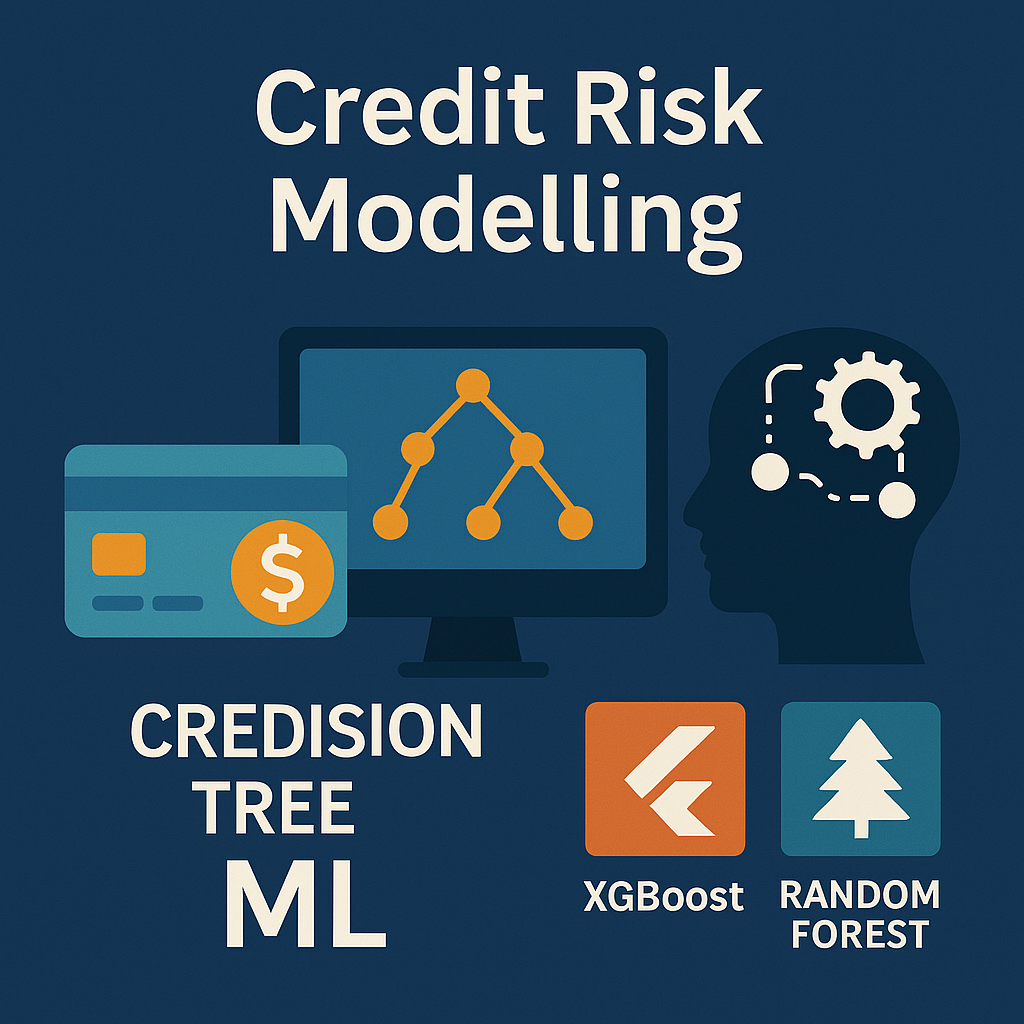 Credit Risk
Modelling
$
CREDISION
TREE
ML
XGBoost
RANDOM
FOREST